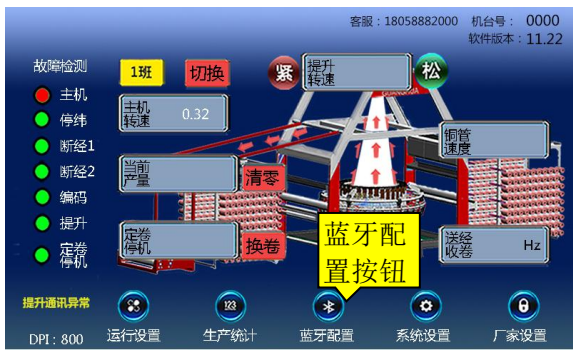 客服：18058882000 机台号： 0000
软件版本：11.22
故障检测
主机
停纬
断经1
断经2
编码
提升
定卷
停机
1班
切换
紧
提升
转速
松
主机
转速
0.32
铜管
速度
当前
产量
清零
定卷
停机
换卷
送经
收卷
Hz
蓝牙配
置按钮
提升通讯异常
DPI：800
123
运行设置
生产统计
蓝牙配置
系统设置
厂家设置